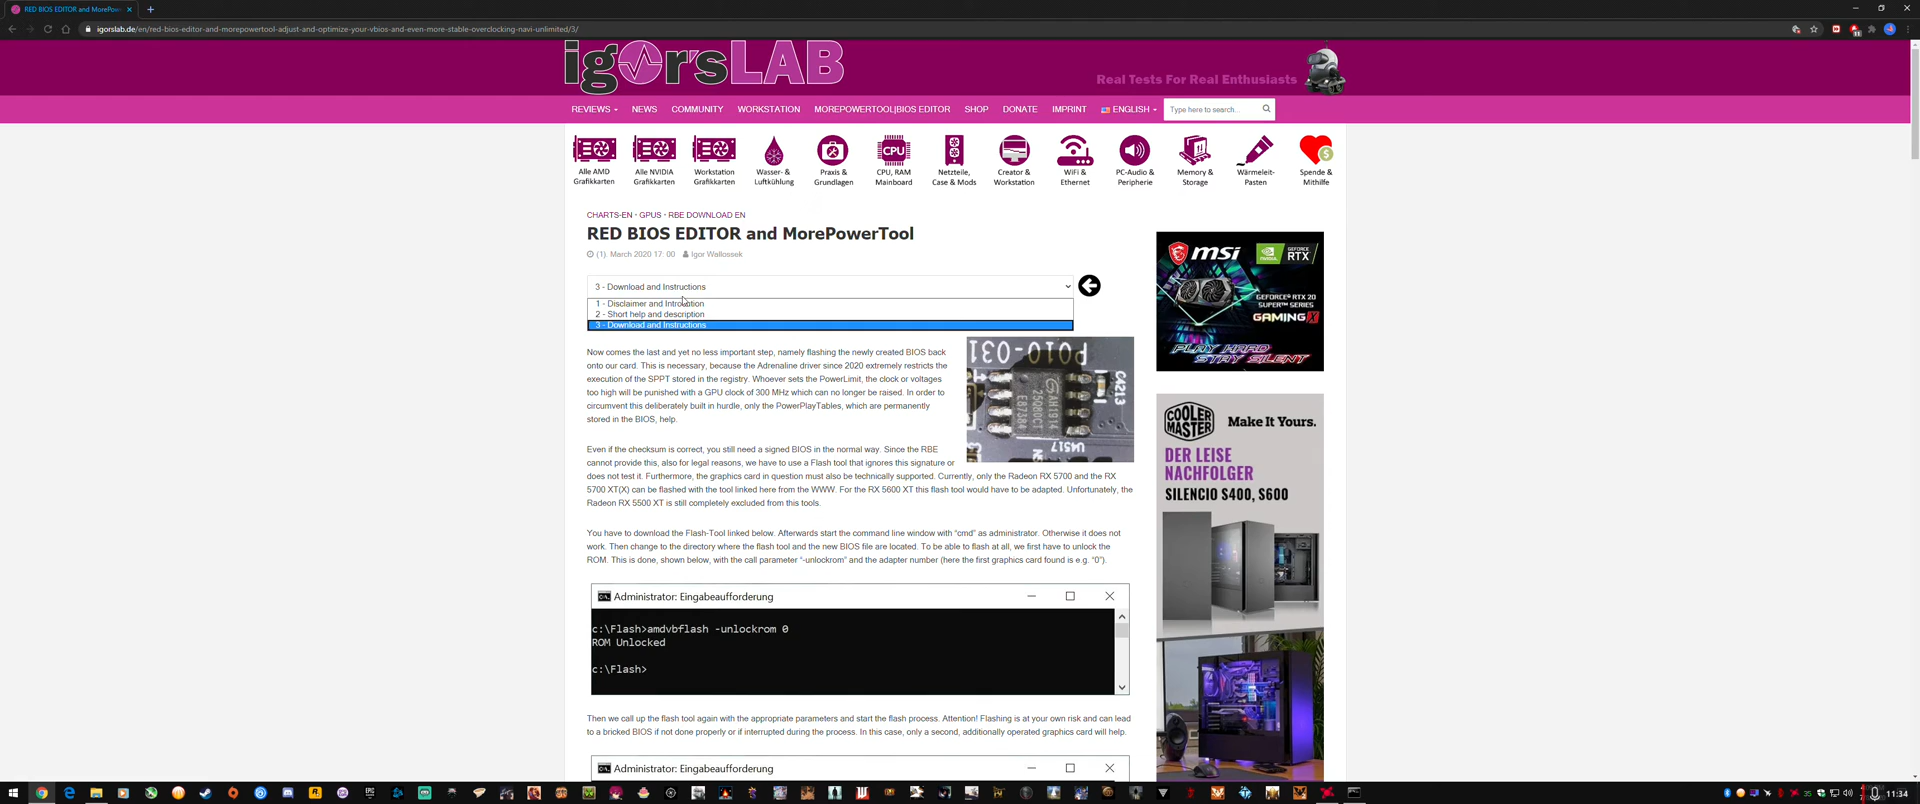 RED BIOS EDITOR and MorePow
igorslab.de/en/red-bios-editor-and-morepowertool-adjust-and-optimize-your-vbios-and-even-more-stable-overclocking-navi-unlimited/3/
igor'sLAB
Real Tests For Real Enthusiasts
REVIEWS NEWS COMMUNITY WORKSTATION MOREPOWERTOOL|BIOS EDITOR SHOP DONATE IMPRINT ENGLISH Type here to search...
CPU
Alle AMD Grafikkarten
Alle NVIDIA Grafikkarten
Workstation Grafikkarten
Wasser- & Luftkühlung
Praxis & Grundlagen
CPU, RAM Mainboard
Netzteile, Case & Mods
Creator & Workstation
WiFi & Ethernet
PC-Audio & Peripherie
Memory & Storage
Wärmeleit- Pasten
Spende & Mithilfe
CHARTS-EN • GPUS • RBE DOWNLOAD EN
RED BIOS EDITOR and MorePowerTool
(1). March 2020 17: 00 Igor Wallossek
3 - Download and Instructions
1 - Disclaimer and Introduction
2 - Short help and description
3 - Download and Instructions
Now comes the last and yet no less important step, namely flashing the newly created BIOS back
onto our card. This is necessary, because the Adrenaline driver since 2020 extremely restricts the
execution of the SPPT stored in the registry. Whoever sets the PowerLimit, the clock or voltages
too high will be punished with a GPU clock of 300 MHz which can no longer be raised. In order to
circumvent this deliberately built in hurdle, only the PowerPlayTables, which are permanently
stored in the BIOS, help.
P010-031
C4213
U4517
Even if the checksum is correct, you still need a signed BIOS in the normal way. Since the RBE
cannot provide this, also for legal reasons, we have to use a Flash tool that ignores this signature or
does not test it. Furthermore, the graphics card in question must also be technically supported. Currently, only the Radeon RX 5700 and the RX
5700 XT(X) can be flashed with the tool linked here from the WWW. For the RX 5600 XT this flash tool would have to be adapted. Unfortunately, the
Radeon RX 5500 XT is still completely excluded from this tools.
You have to download the Flash-Tool linked below. Afterwards start the command line window with “cmd” as administrator. Otherwise it does not
work. Then change to the directory where the flash tool and the new BIOS file are located. To be able to flash at all, we first have to unlock the
ROM. This is done, shown below, with the call parameter “-unlockrom” and the adapter number (here the first graphics card found is e.g. “0”).
Administrator: Eingabeaufforderung
c:\Flash>amdvbflash -unlockrom 0
ROM Unlocked
c:\Flash>
Then we call up the flash tool again with the appropriate parameters and start the flash process. Attention! Flashing is at your own risk and can lead
to a bricked BIOS if not done properly or if interrupted during the process. In this case, only a second, additionally operated graphics card will help.
Administrator: Eingabeaufforderung
msi
GEFORCE RTX
GEFORCE® RTX 20
SUPER™ SERIES
GAMING X
PLAY HARD
STAY SILENT
COOLER MASTER
Make It Yours.
DER LEISE
NACHFOLGER
SILENCIO S400, S600
11:34